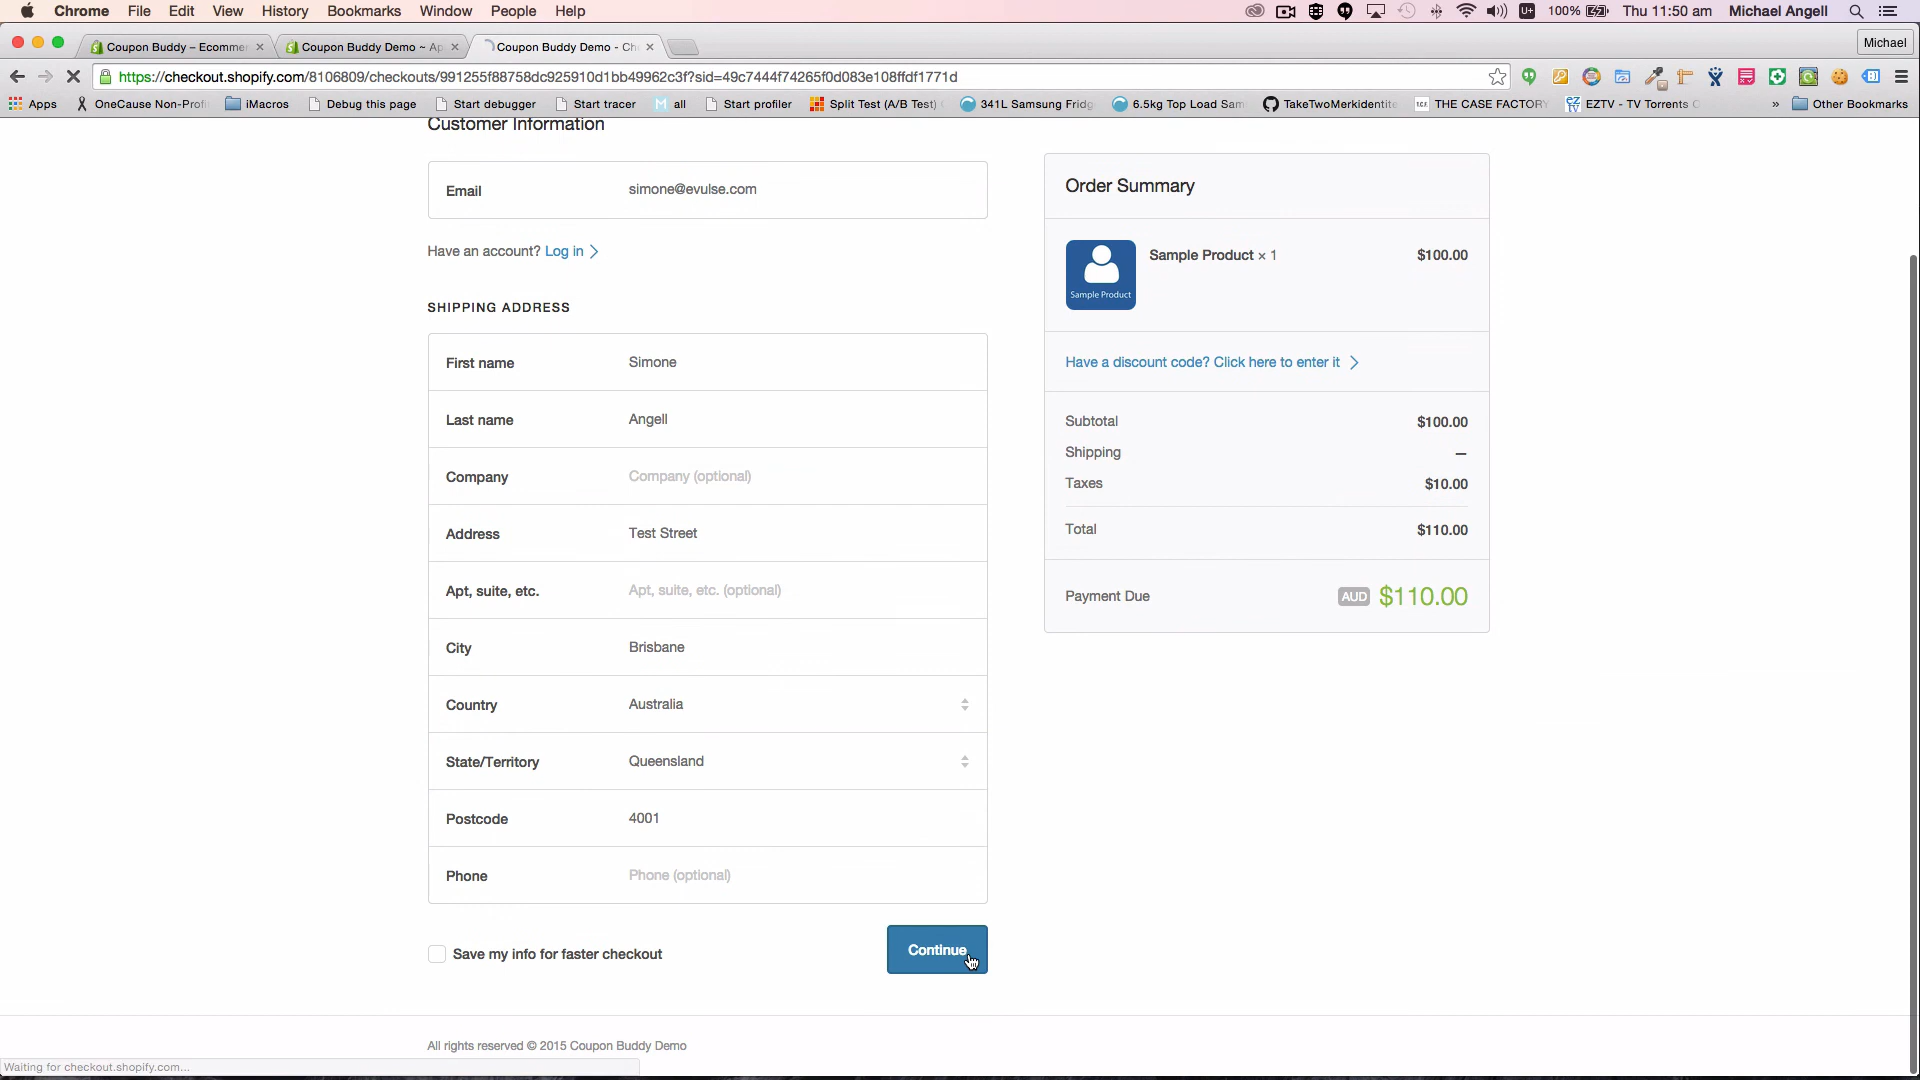 Chrome File Edit View History Bookmarks Window People Help 100% Thu 11:50 am Michael Angell
Coupon Buddy – Ecommer Coupon Buddy Demo ~ Ap Coupon Buddy Demo - Ch Michael
https://checkout.shopify.com/8106809/checkouts/991255f88758dc925910d1bb49962c3f?sid=49c7444f74265f0d083e108ffdf1771d
Apps OneCause Non-Profi iMacros Debug this page Start debugger Start tracer all Start profiler Split Test (A/B Test) 341L Samsung Fridg 6.5kg Top Load Sam TakeTwoMerkidentite THE CASE FACTORY EZTV - TV Torrents » Other Bookmarks
Customer Information
Email simone@evulse.com
Have an account? Log in
SHIPPING ADDRESS
First name Simone
Last name Angell
Company Company (optional)
Address Test Street
Apt, suite, etc. Apt, suite, etc. (optional)
City Brisbane
Country Australia
State/Territory Queensland
Postcode 4001
Phone Phone (optional)
Save my info for faster checkout
Continue
Order Summary
Sample Product
Sample Product × 1 $100.00
Have a discount code? Click here to enter it
Subtotal $100.00
Shipping —
Taxes $10.00
Total $110.00
Payment Due AUD $110.00
All rights reserved © 2015 Coupon Buddy Demo
Waiting for checkout.shopify.com...